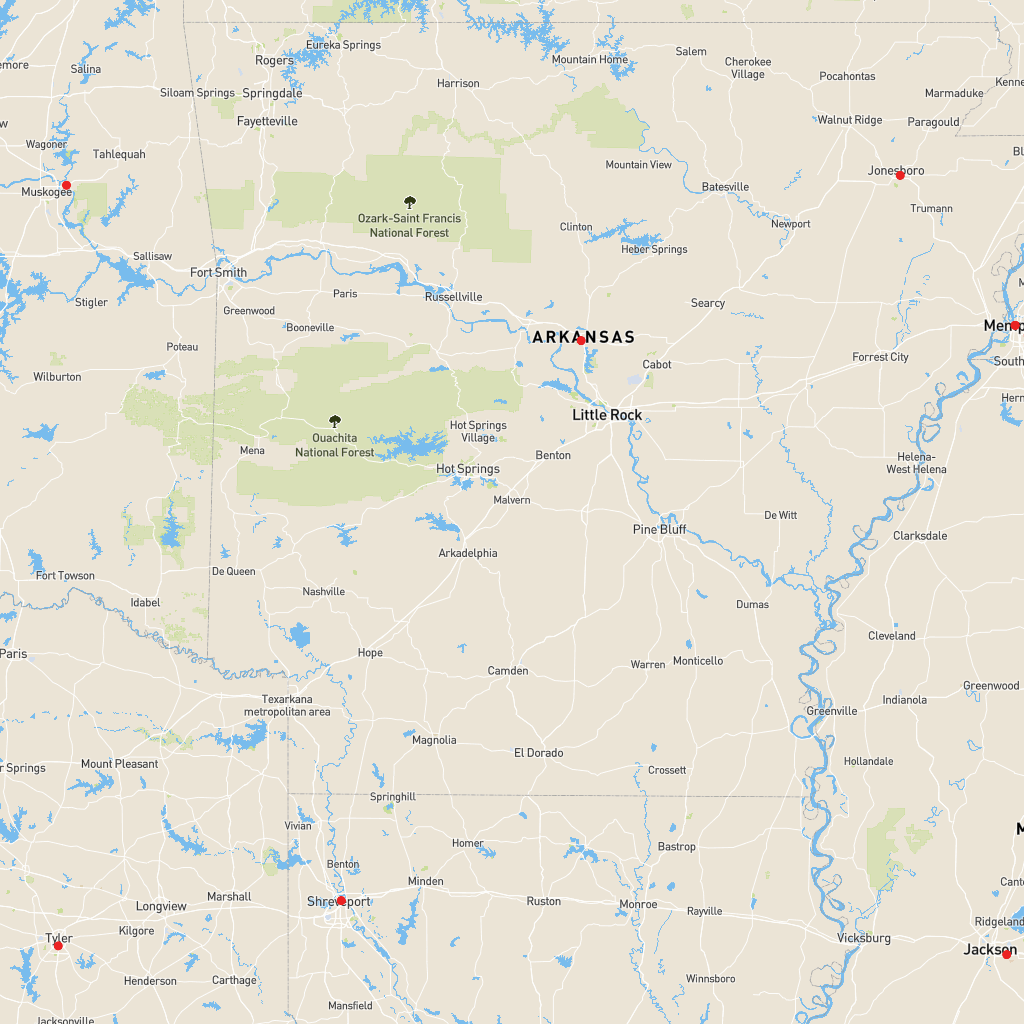 Eureka Springs
Rogers
Salina
Siloam Springs
Springdale
Fayetteville
Harrison
Mountain Home
Salem
Cherokee
Village
Pocahontas
Marmaduke
Walnut Ridge
Paragould
Wagoner
Tahlequah
Muskogee
Mountain View
Batesville
Jonesboro
Trumann
Newport
Ozark-Saint Francis
National Forest
Clinton
Heber Springs
Sallisaw
Fort Smith
Stigler
Greenwood
Paris
Russellville
Searcy
Booneville
ARKANSAS
Poteau
Wilburton
Cabot
Forrest City
Little Rock
Hot Springs
Village
Ouachita
National Forest
Mena
Benton
Hot Springs
Helena-
West Helena
Malvern
De Witt
Pine Bluff
Clarksdale
Arkadelphia
Fort Towson
De Queen
Nashville
Idabel
Dumas
Cleveland
Paris
Hope
Camden
Warren
Monticello
Texarkana
metropolitan area
Greenville
Indianola
Greenwood
Magnolia
El Dorado
Mount Pleasant
Crossett
Hollandale
Springhill
Vivian
Homer
Bastrop
Benton
Minden
Marshall
Longview
Shreveport
Ruston
Monroe
Rayville
Kilgore
Tyler
Vicksburg
Ridgeland
Jackson
Henderson
Carthage
Winnsboro
Mansfield
Jacksonville